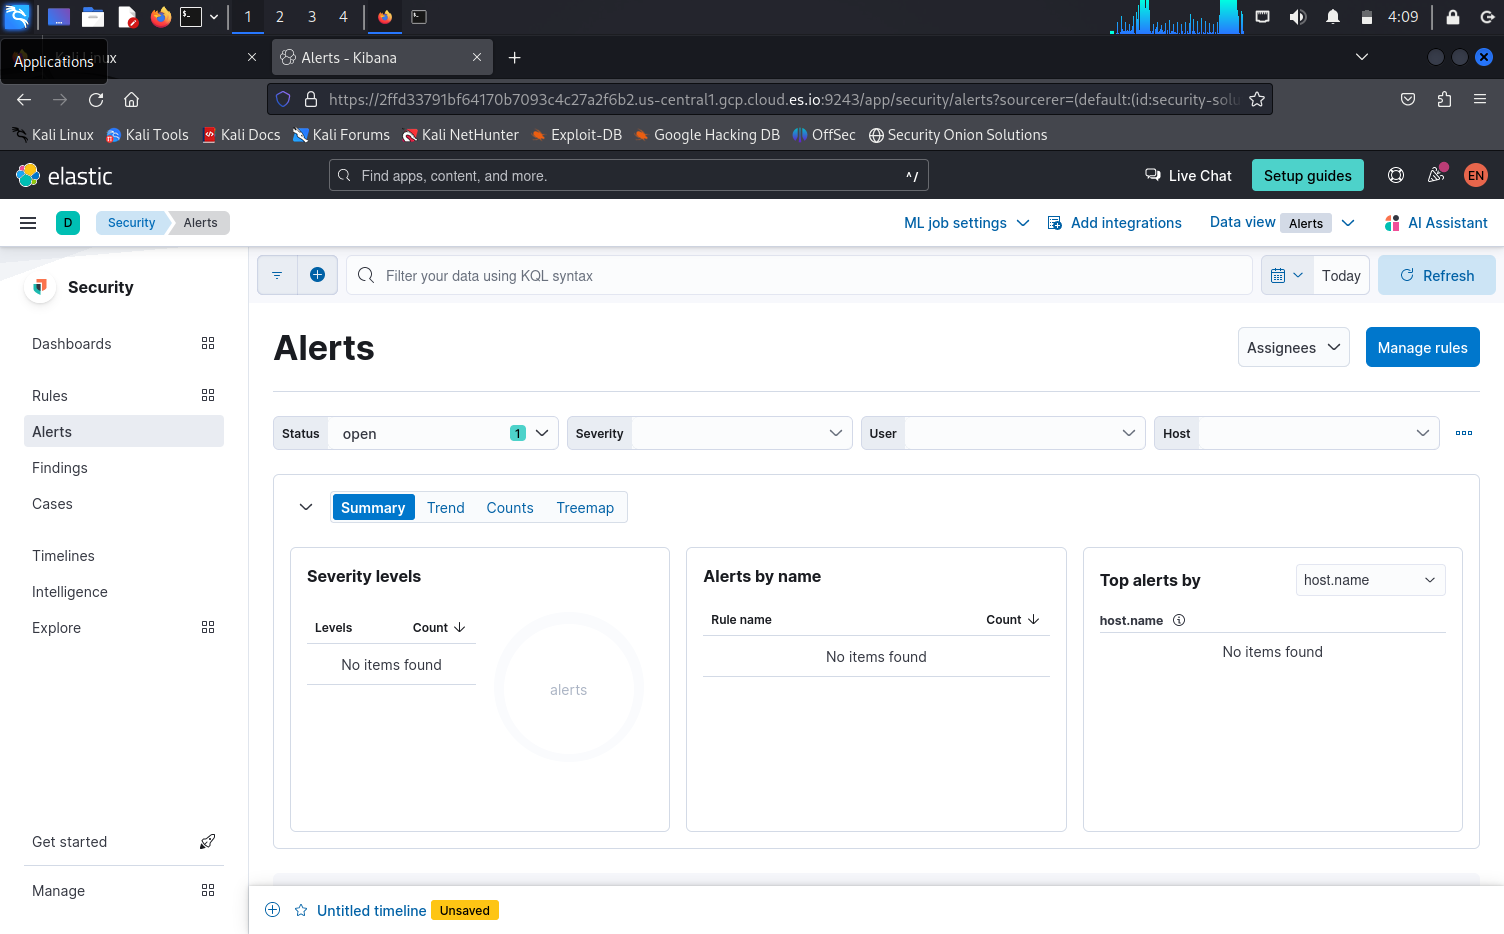 1 2 3 4 4:09
Applications
Linux
Alerts - Kibana
https://2ffd33791bf64170b7093c4c27a2f6b2.us-central1.gcp.cloud.es.io:9243/app/security/alerts?sourcerer=(default:(id:security-solu
Kali Linux Kali Tools Kali Docs Kali Forums Kali NetHunter Exploit-DB Google Hacking DB OffSec Security Onion Solutions
elastic Find apps, content, and more. ^/ Live Chat Setup guides EN
D Security Alerts ML job settings Add integrations Data view Alerts AI Assistant
Security
Filter your data using KQL syntax Today Refresh
Dashboards
Rules
Alerts
Findings
Cases
Timelines
Intelligence
Explore
Get started
Manage
Alerts
Assignees Manage rules
Status open 1 Severity User Host
Summary Trend Counts Treemap
Severity levels
Levels Count
No items found
alerts
Alerts by name
Rule name Count
No items found
Top alerts by host.name
host.name
No items found
Untitled timeline Unsaved